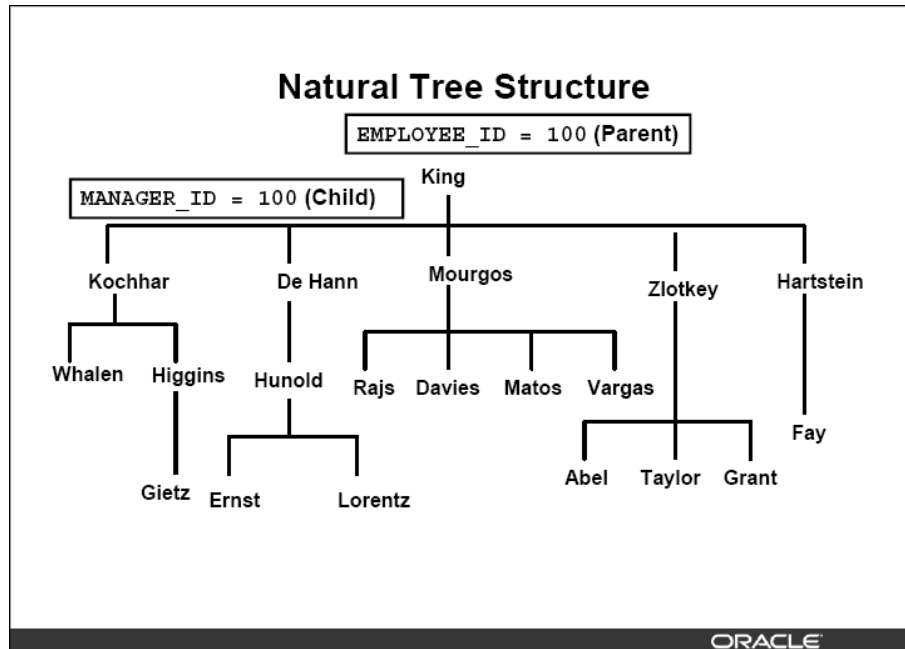 Natural Tree Structure
EMPLOYEE_ID = 100 (Parent)
King
MANAGER_ID = 100 (Child)
Kochhar De Hann Mourgos Zlotkey Hartstein
Whalen Higgins Hunold Rajs Davies Matos Vargas
Fay
Gietz Ernst Lorentz Abel Taylor Grant
ORACLE